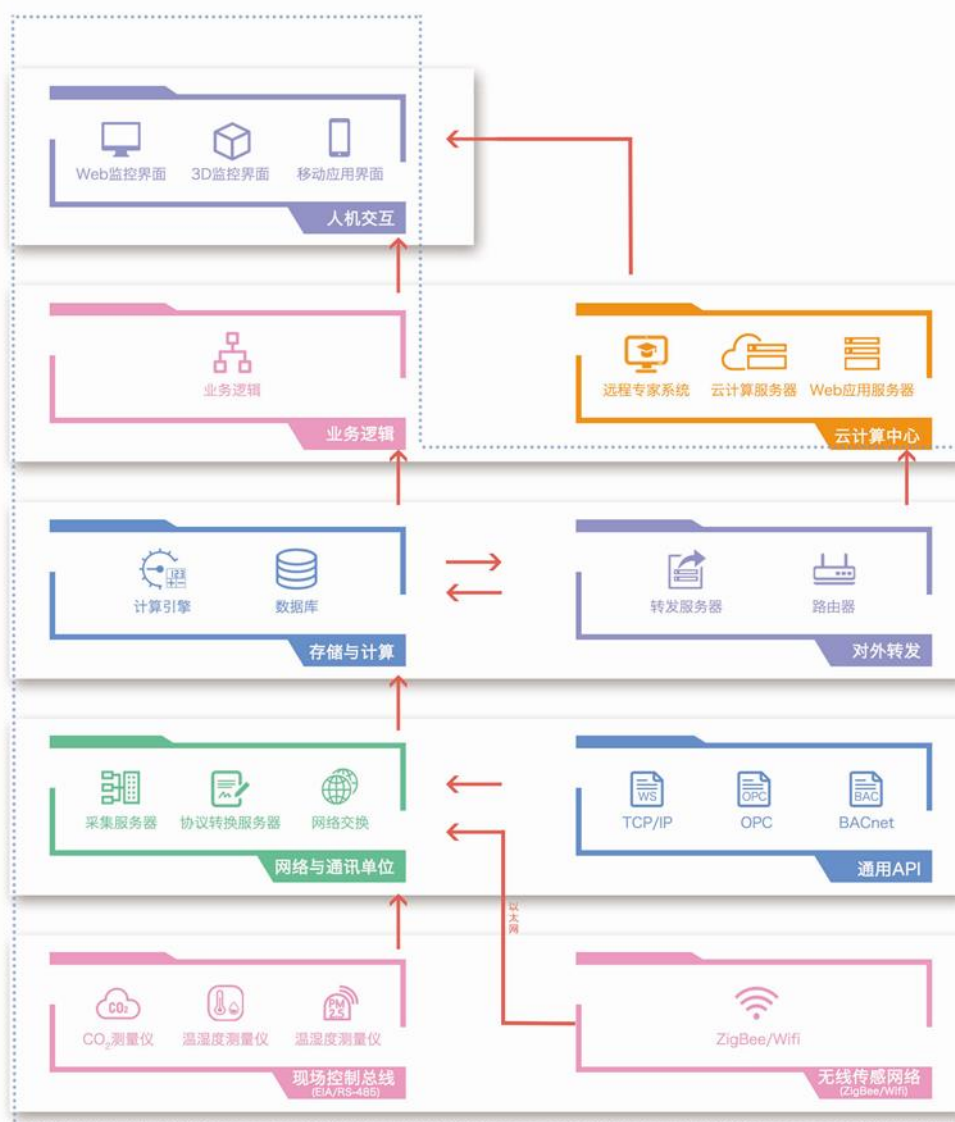 Web监控界面
3D监控界面
移动应用界面
人机交互
业务逻辑
业务逻辑
远程专家系统
云计算服务器
Web应用服务器
云计算中心
123
计算引擎
数据库
存储与计算
转发服务器
路由器
对外转发
采集服务器
协议转换服务器
网络交换
网络与通讯单位
WS
TCP/IP
OPC
OPC
BAC
BACnet
通用API
以太网
CO₂
CO₂测量仪
温湿度测量仪
PM
2.5
温湿度测量仪
现场控制总线
(EIA/RS-485)
ZigBee/Wifi
无线传感网络
(ZigBee/Wifi)